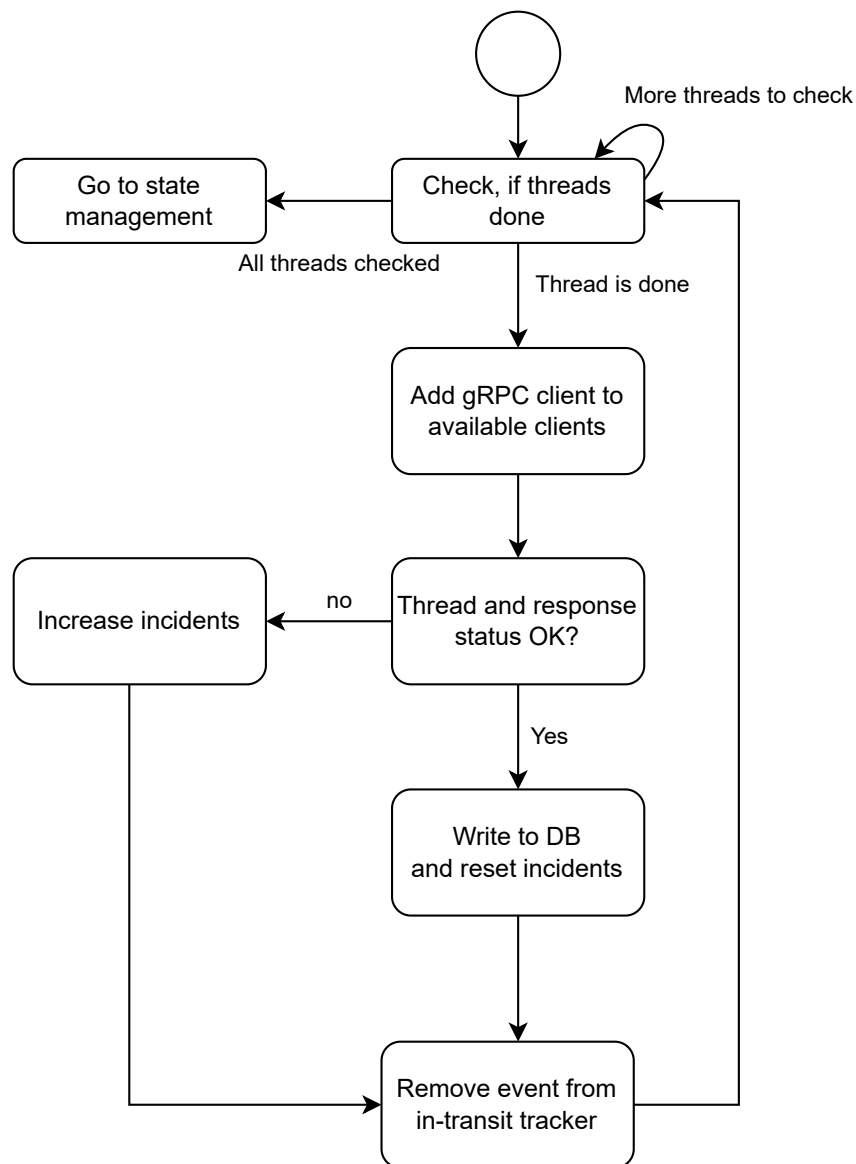 More threads to check
Go to state
management
Check, if threads
done
All threads checked
Thread is done
Add gRPC client to
available clients
Increase incidents
no
Thread and response
status OK?
Yes
Write to DB
and reset incidents
Remove event from
in-transit tracker